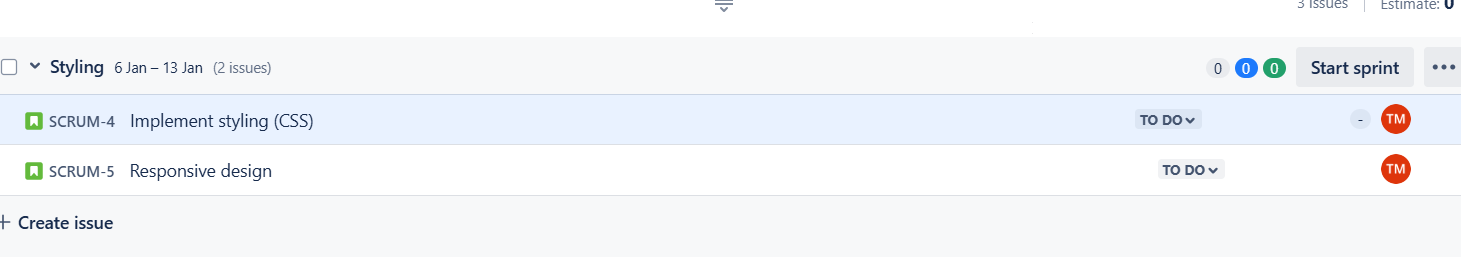 3 issues Estimate: 0
Styling 6 Jan – 13 Jan (2 issues) 0 0 0 Start sprint •••
SCRUM-4 Implement styling (CSS) TO DO - TM
SCRUM-5 Responsive design TO DO TM
+ Create issue